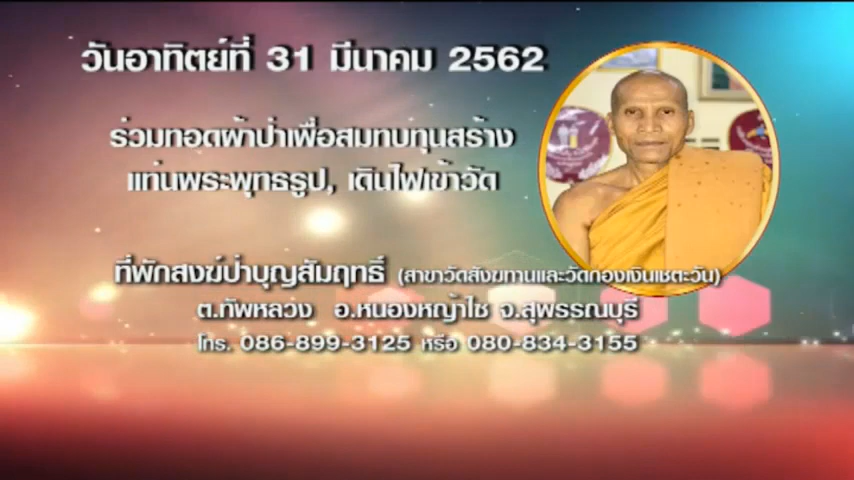 วันอาทิตย์ที่ 31 มีนาคม 2562
ร่วมทอดผ้าป่าเพื่อสมทบทุนสร้าง
แท่นพระพุทธรูป, เดินไฟเข้าวัด
ที่พักสงฆ์ป่าบุญสัมฤทธิ์ (สาขาวัดสังฆทานและวัดกองเงินเชตะวัน)
ต.ทัพหลวง อ.หนองหญ้าไซ จ.สุพรรณบุรี
โทร. 086-899-3125 หรือ 080-834-3155